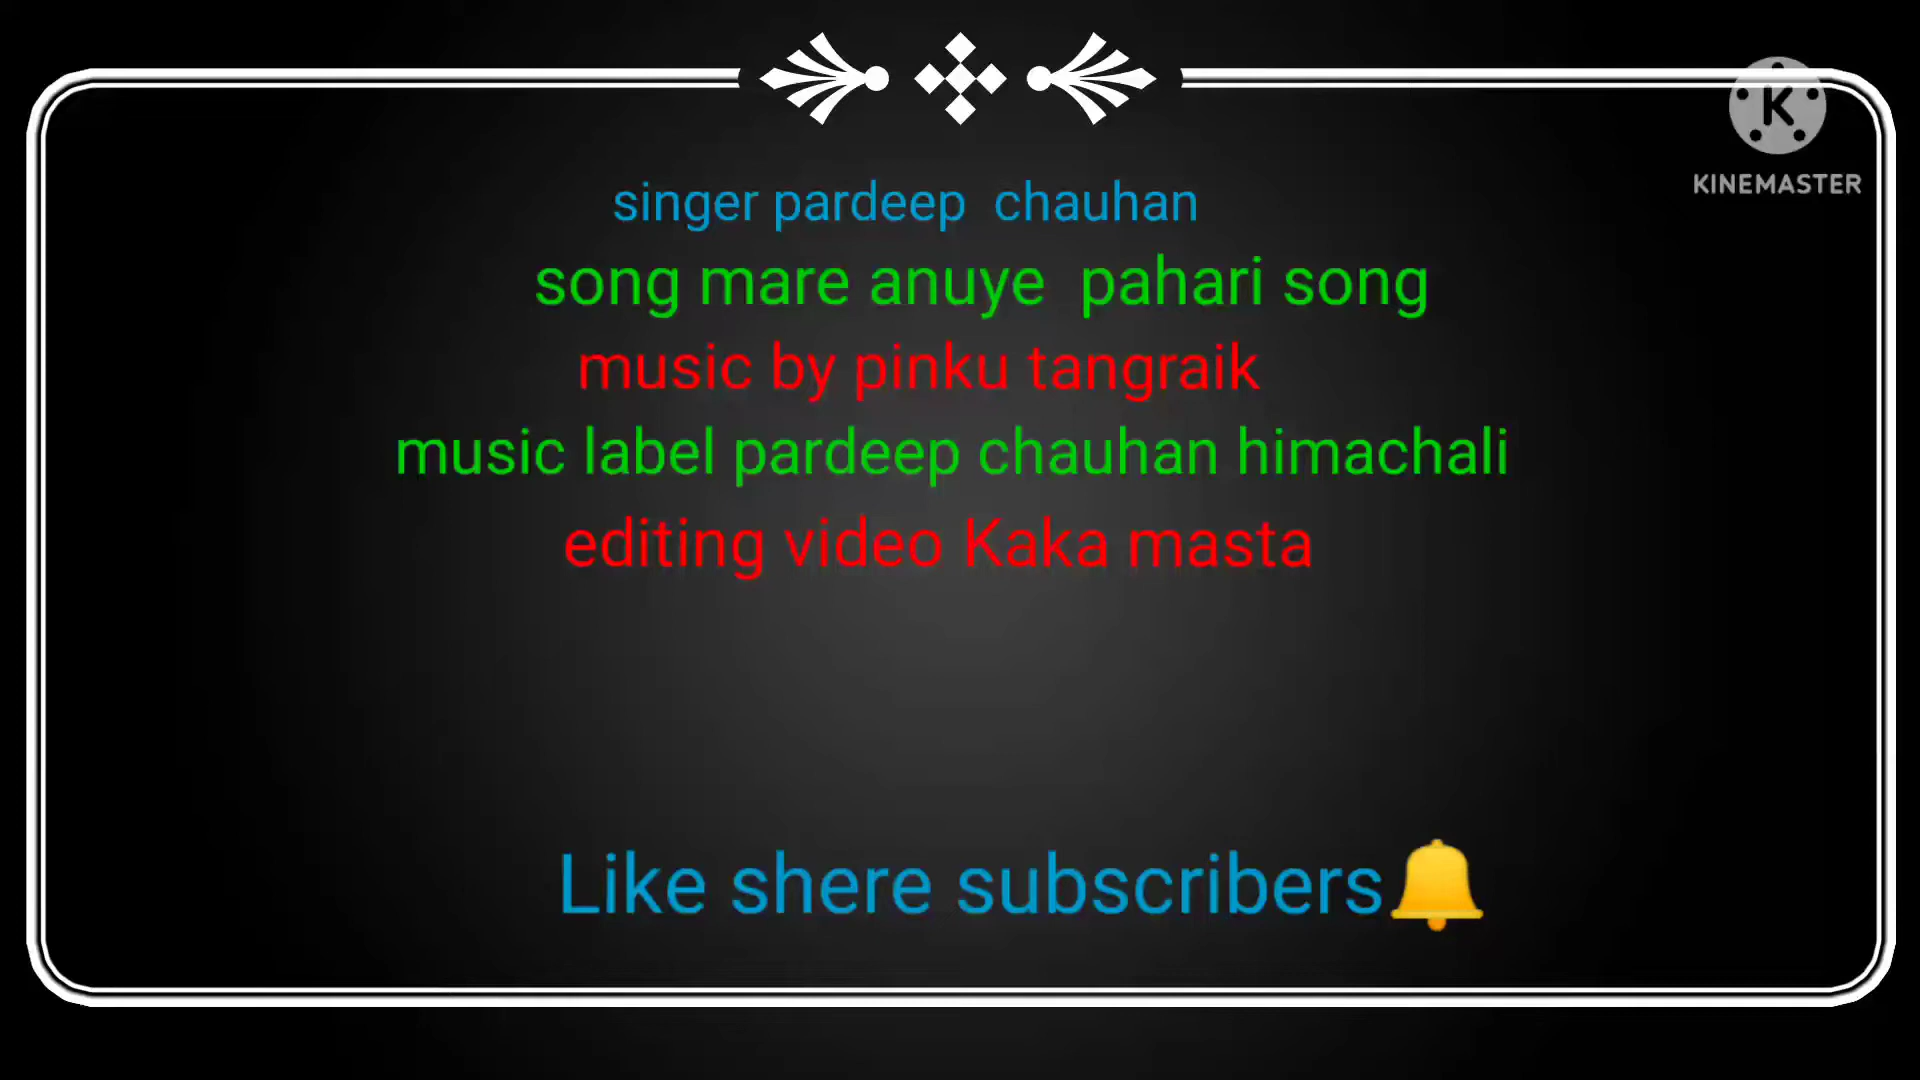 KINEMASTER
singer pardeep chauhan
song mare anuye pahari song
music by pinku tangraik
music label pardeep chauhan himachali
editing video Kaka masta
Like shere subscribers🔔